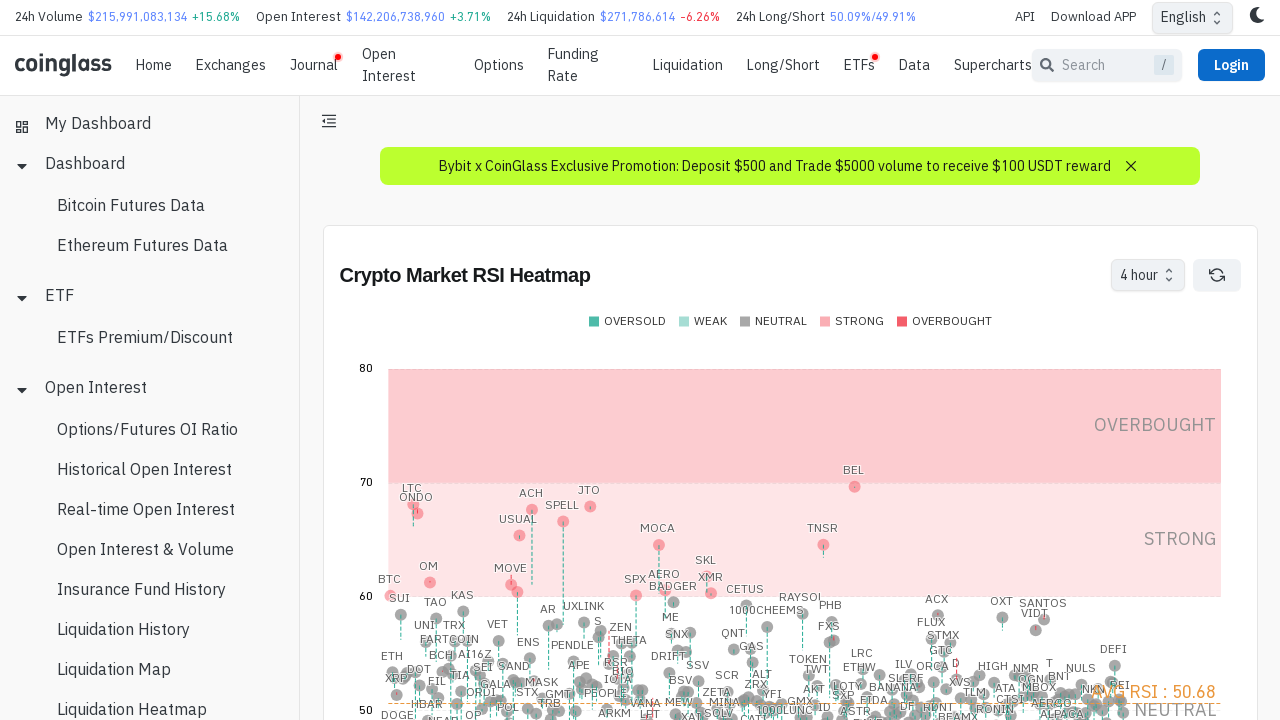 24h Volume $215,991,083,134 +15.68% Open Interest $142,206,738,960 +3.71% 24h Liquidation $271,786,614 -6.26% 24h Long/Short 50.09%/49.91% API Download APP English
coinglass Home Exchanges Journal Open Interest Options Funding Rate Liquidation Long/Short ETFs Data Supercharts Search / Login
My Dashboard
Dashboard
Bitcoin Futures Data
Ethereum Futures Data
ETF
ETFs Premium/Discount
Open Interest
Options/Futures OI Ratio
Historical Open Interest
Real-time Open Interest
Open Interest & Volume
Insurance Fund History
Liquidation History
Liquidation Map
Liquidation Heatmap
Bybit x CoinGlass Exclusive Promotion: Deposit $500 and Trade $5000 volume to receive $100 USDT reward
Crypto Market RSI Heatmap
4 hour
OVERSOLD WEAK NEUTRAL STRONG OVERBOUGHT
80
OVERBOUGHT
BEL
70
LTC
ONDO
ACH
JTO
SPELL
USUAL
MOCA
TNSR
STRONG
SKL
OM
MOVE
BTC
SPX
AERO
XMR
BADGER
CETUS
60
SUI
TAO
KAS
AR
UXLINK
1000CHEEMS
RAYSOL
PHB
ACX
OXT
SANTOS
VIDT
UNI
TRX
VET
S
ZEN
ME
FXS
FLUX
FARTCOIN
ENS
PENDLE
THETA
SNX
QNT
GAS
STMX
GTC
DEFI
ETH
BCH
AI16Z
DRIFT
LRC
TOKEN
XRP
DOT
TIA
SEI
SAND
APE
RSR
BIG
IOTA
SSV
SCR
ALT
TWT
ETHW
ILV
ORCA
D
HIGH
NMR
T
NULS
FIL
GALA
MASK
BSV
ZRX
SLERF
XVS
BNT
ORDI
STX
GMT
PEOPLE
ZETA
YFI
AKT
SXP
COTY
BANANA
TLM
ATA
MBOX
NKN
REI
AVG RSI : 50.68
HBAR
POL
TRB
VANA
MEW
MINA
GMX
FIDA
CTSI
AERGO
NEUTRAL
50
DOGE
OP
ARKM
LPT
SOLV
1000LUNC
ID
ASTR
DF
RDNT
RONIN
ALPACA
NEAR
BEAMX